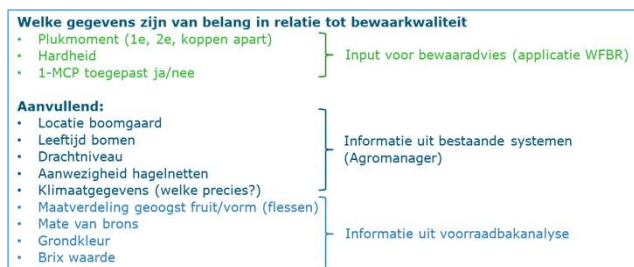 Welke gegevens zijn van belang in relatie tot bewaarkwaliteit
• Plukmoment (1e, 2e, koppen apart)
• Hardheid
• 1-MCP toegepast ja/nee
Input voor bewaaradvies (applicatie WFBR)
Aanvullend:
• Locatie boomgaard
• Leeftijd bomen
• Drachtniveau
• Aanwezigheid hagelnetten
• Klimaatgegevens (welke precies?)
Informatie uit bestaande systemen
(Agromanager)
• Maatverdeling geoogst fruit/vorm (flessen)
• Mate van brons
• Grondkleur
• Brix waarde
Informatie uit voorraadbakanalyse